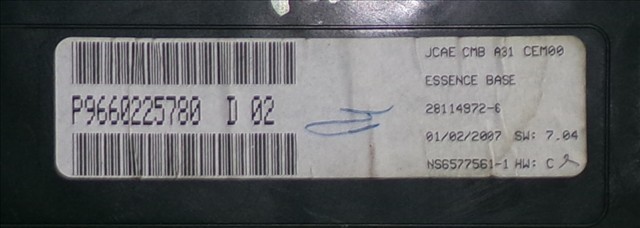 P9660225780 D 02
JCAE CMB A31 CEM00
ESSENCE BASE
28114972-6
01/02/2007 SW: 7.04
NS6577561-1 HW: C